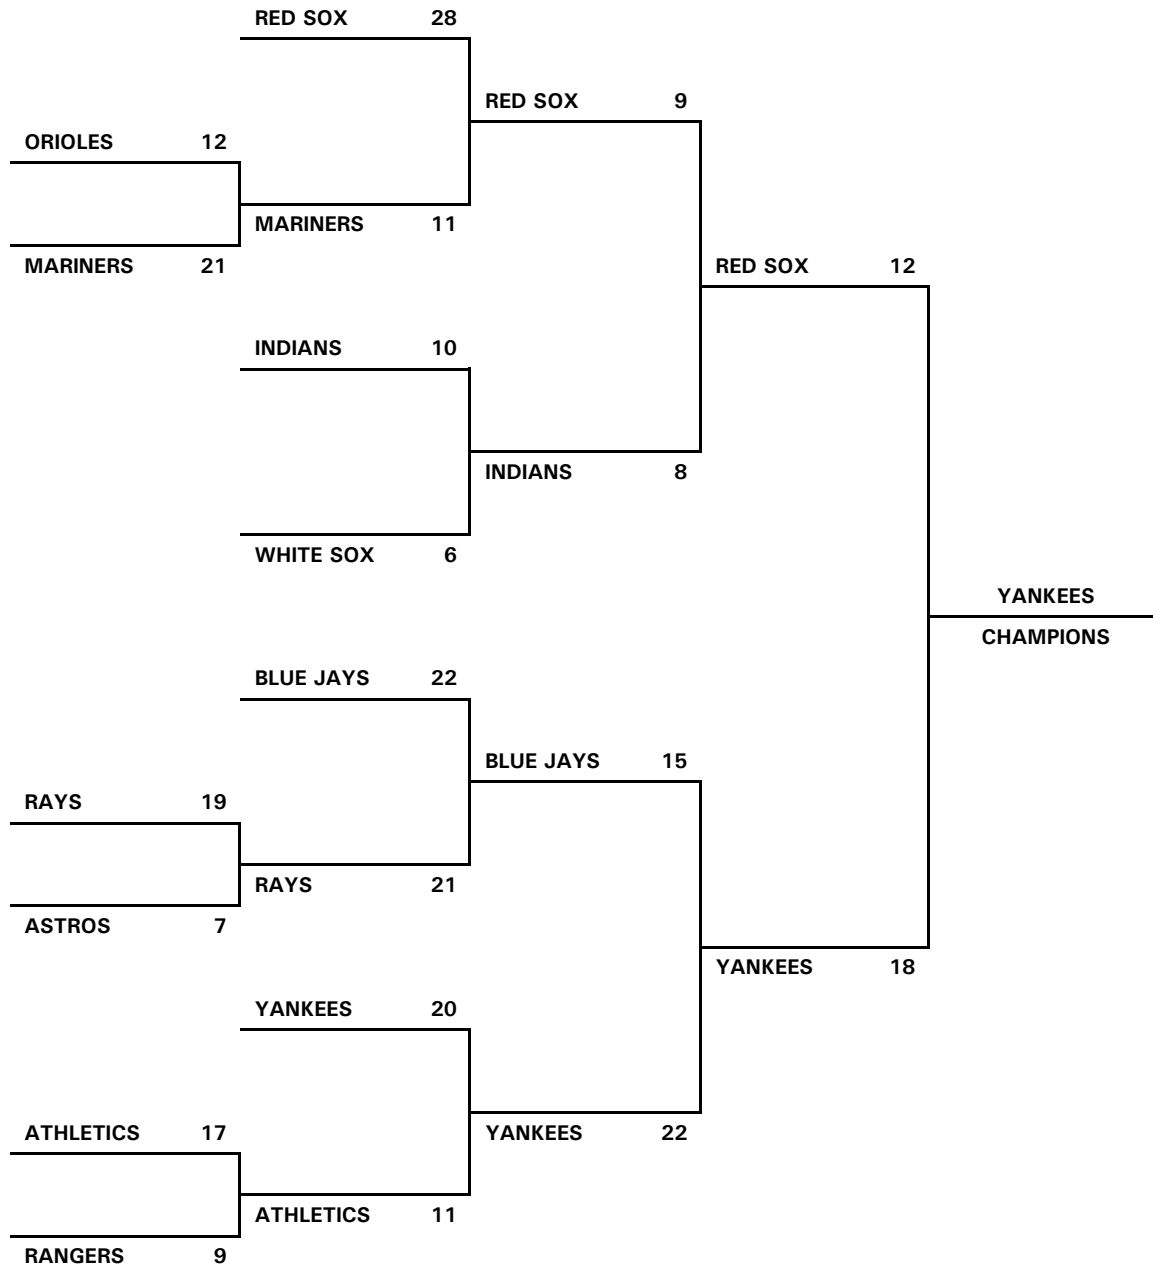 RED SOX 28
RED SOX 9
ORIOLES 12
MARINERS 11
MARINERS 21
RED SOX 12
INDIANS 10
INDIANS 8
WHITE SOX 6
YANKEES
CHAMPIONS
BLUE JAYS 22
BLUE JAYS 15
RAYS 19
RAYS 21
ASTROS 7
YANKEES 18
YANKEES 20
ATHLETICS 17
YANKEES 22
ATHLETICS 11
RANGERS 9